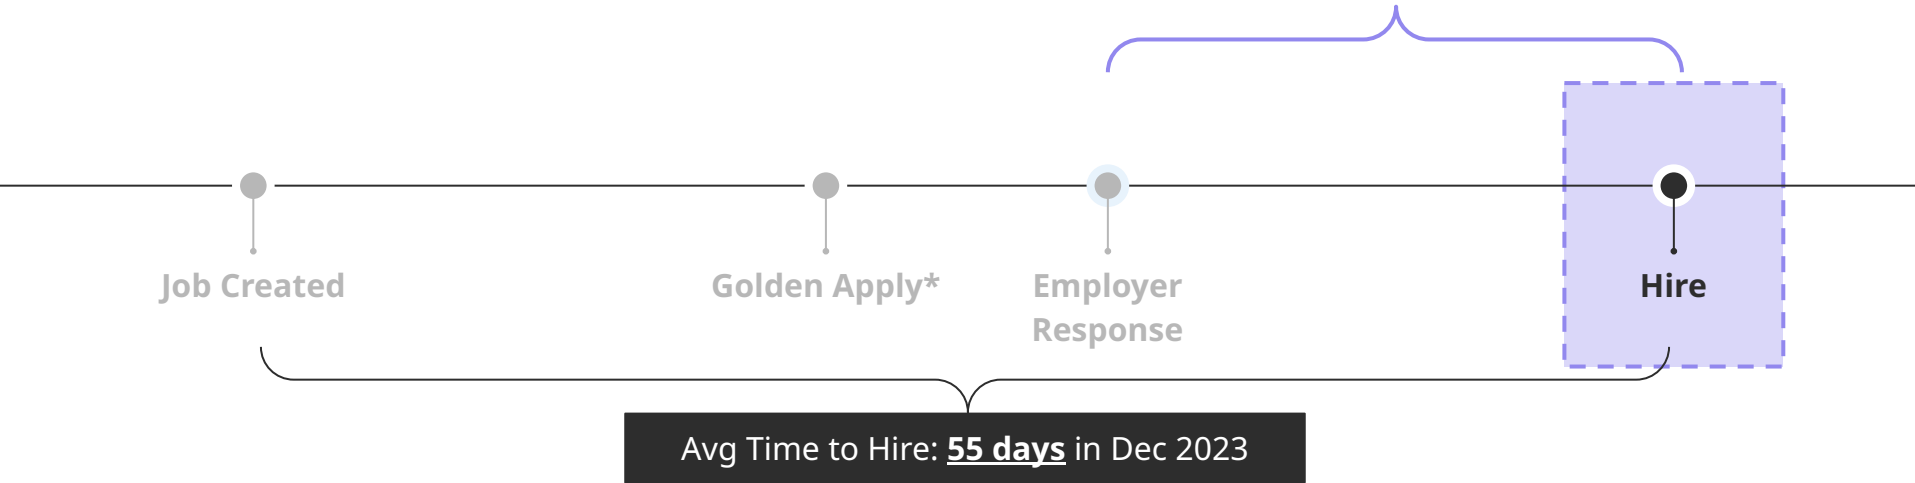 Job Created
Golden Apply*
Employer
Response
Hire
Avg Time to Hire: 55 days in Dec 2023